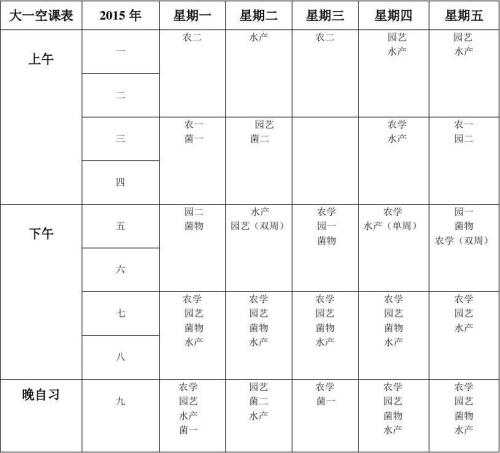 大一空课表 2015 年 星期一 星期二 星期三 星期四 星期五
上午 一 农二 水产 农二 园艺 园艺
水产 水产
二
三 农一 园艺 农学 农一
菌一 菌二 水产 园二
四
下午 五 园二 水产 农学 农学 园一
菌物 园艺（双周） 园一 水产（单周） 菌物
菌物 农学（双周）
六
七 农学 农学 农学 农学 农学
园艺 园艺 园艺 园艺 园艺
菌物 菌物 菌物 菌物 水产
水产 水产 水产 水产
八
晚自习 九 农学 园艺 农学 农学 农学
园艺 菌二 菌一 园艺 园艺
水产 水产 菌物 菌物
菌一 水产 水产